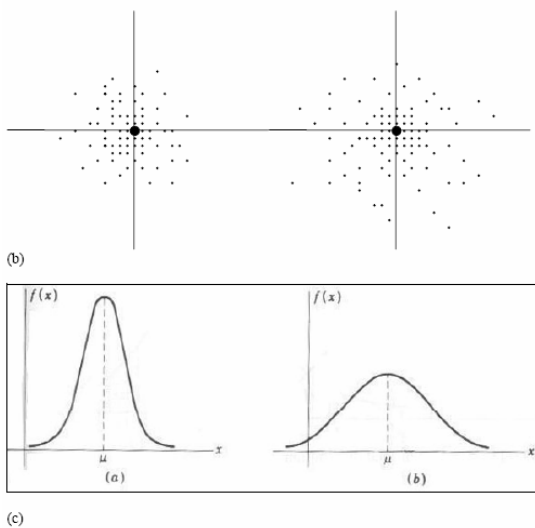 (b)
f(x) f(x)
μ x μ x
(a) (b)
(c)